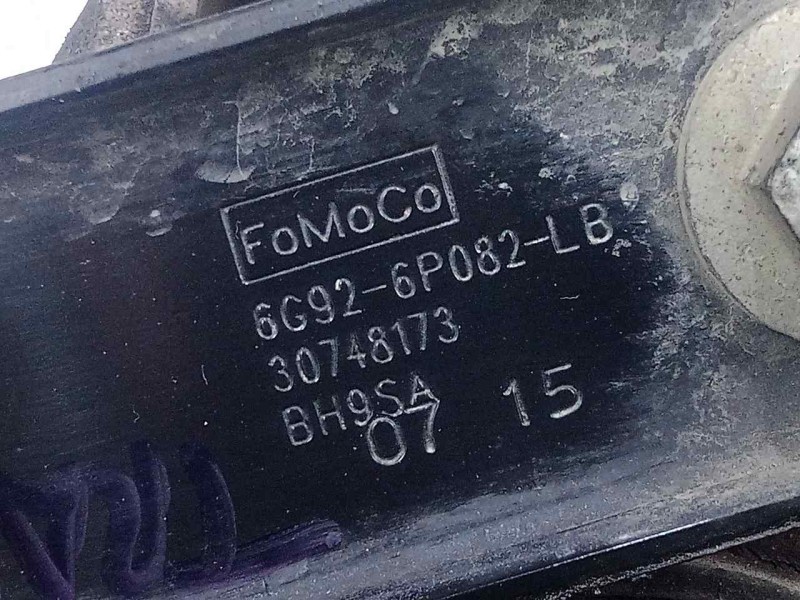 FoMoCo
6G92-6P082-LB
30748173
BH9SA
07 15